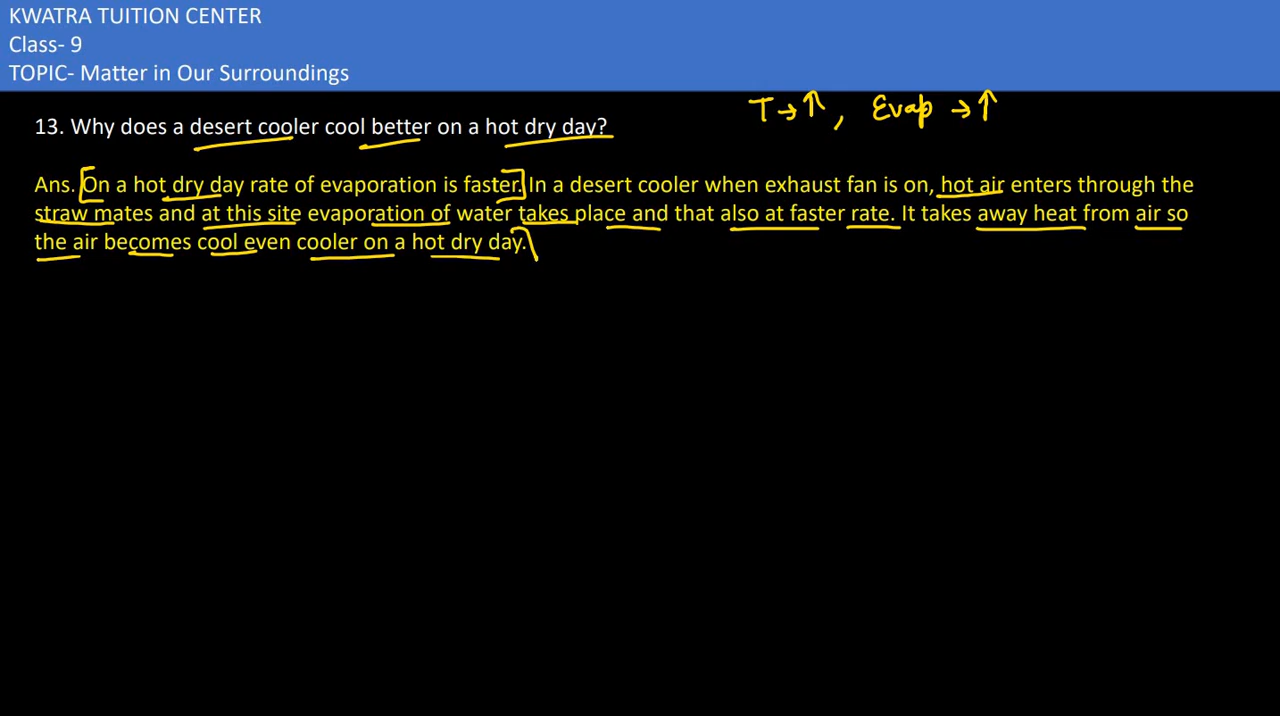 KWATRA TUITION CENTER
Class- 9
TOPIC- Matter in Our Surroundings
T→↑, Evap →↑
13. Why does a desert cooler cool better on a hot dry day?
Ans. On a hot dry day rate of evaporation is faster. In a desert cooler when exhaust fan is on, hot air enters through the
straw mates and at this site evaporation of water takes place and that also at faster rate. It takes away heat from air so
the air becomes cool even cooler on a hot dry day.